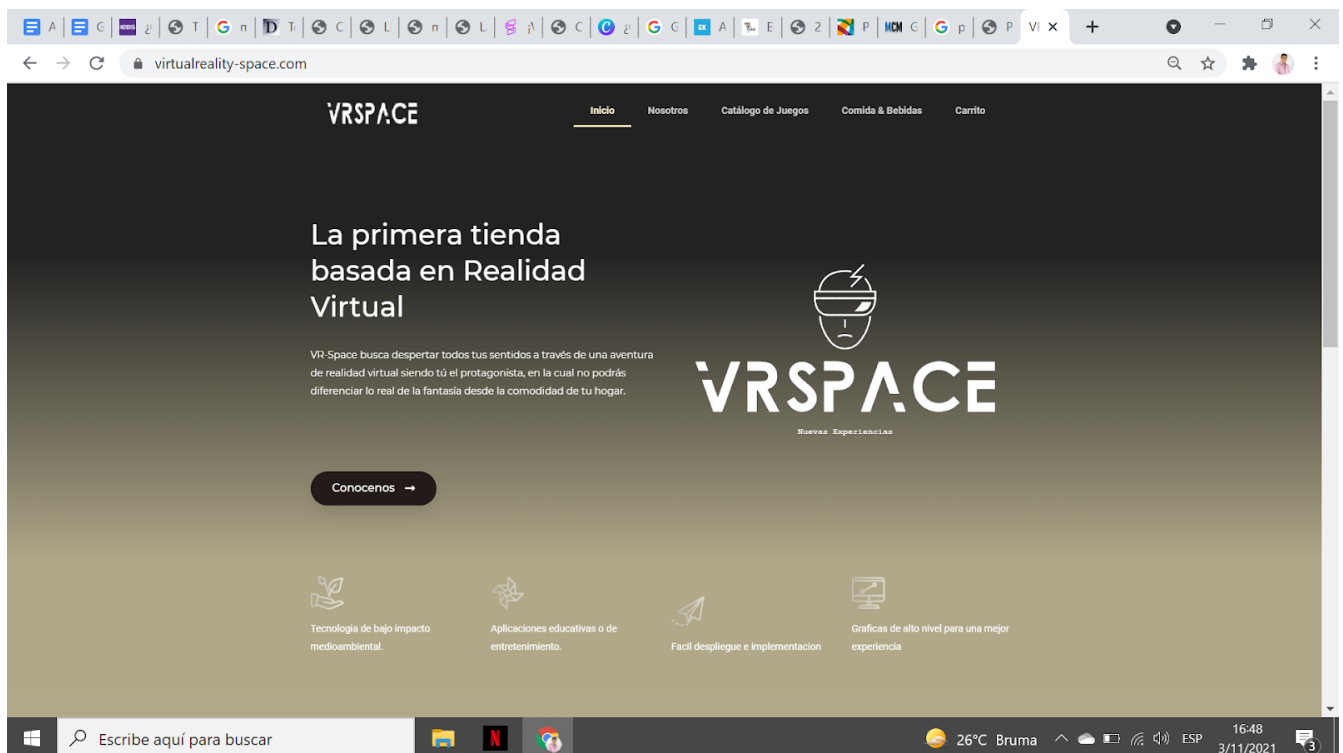 A
G
¿(
T
G
n
T
C
L
n
L
¡\
C
¿
G
A
E
2
P
MCM
G
p
P
VI
virtualreality-space.com
VRSPACE
Inicio
Nosotros
Catálogo de Juegos
Comida & Bebidas
Carrito
La primera tienda
basada en Realidad
Virtual
VR-Space busca despertar todos tus sentidos a través de una aventura
de realidad virtual siendo tú el protagonista, en la cual no podrás
diferenciar lo real de la fantasía desde la comodidad de tu hogar.
VRSPACE
Nuevas Experiencias
Conocenos →
Tecnologia de bajo impacto
medioambiental.
Aplicaciones educativas o de
entretenimiento.
Facil despliegue e implementacion
Graficas de alto nivel para una mejor
experiencia
Escribe aquí para buscar
26°C Bruma
ESP
16:48
3/11/2021
3